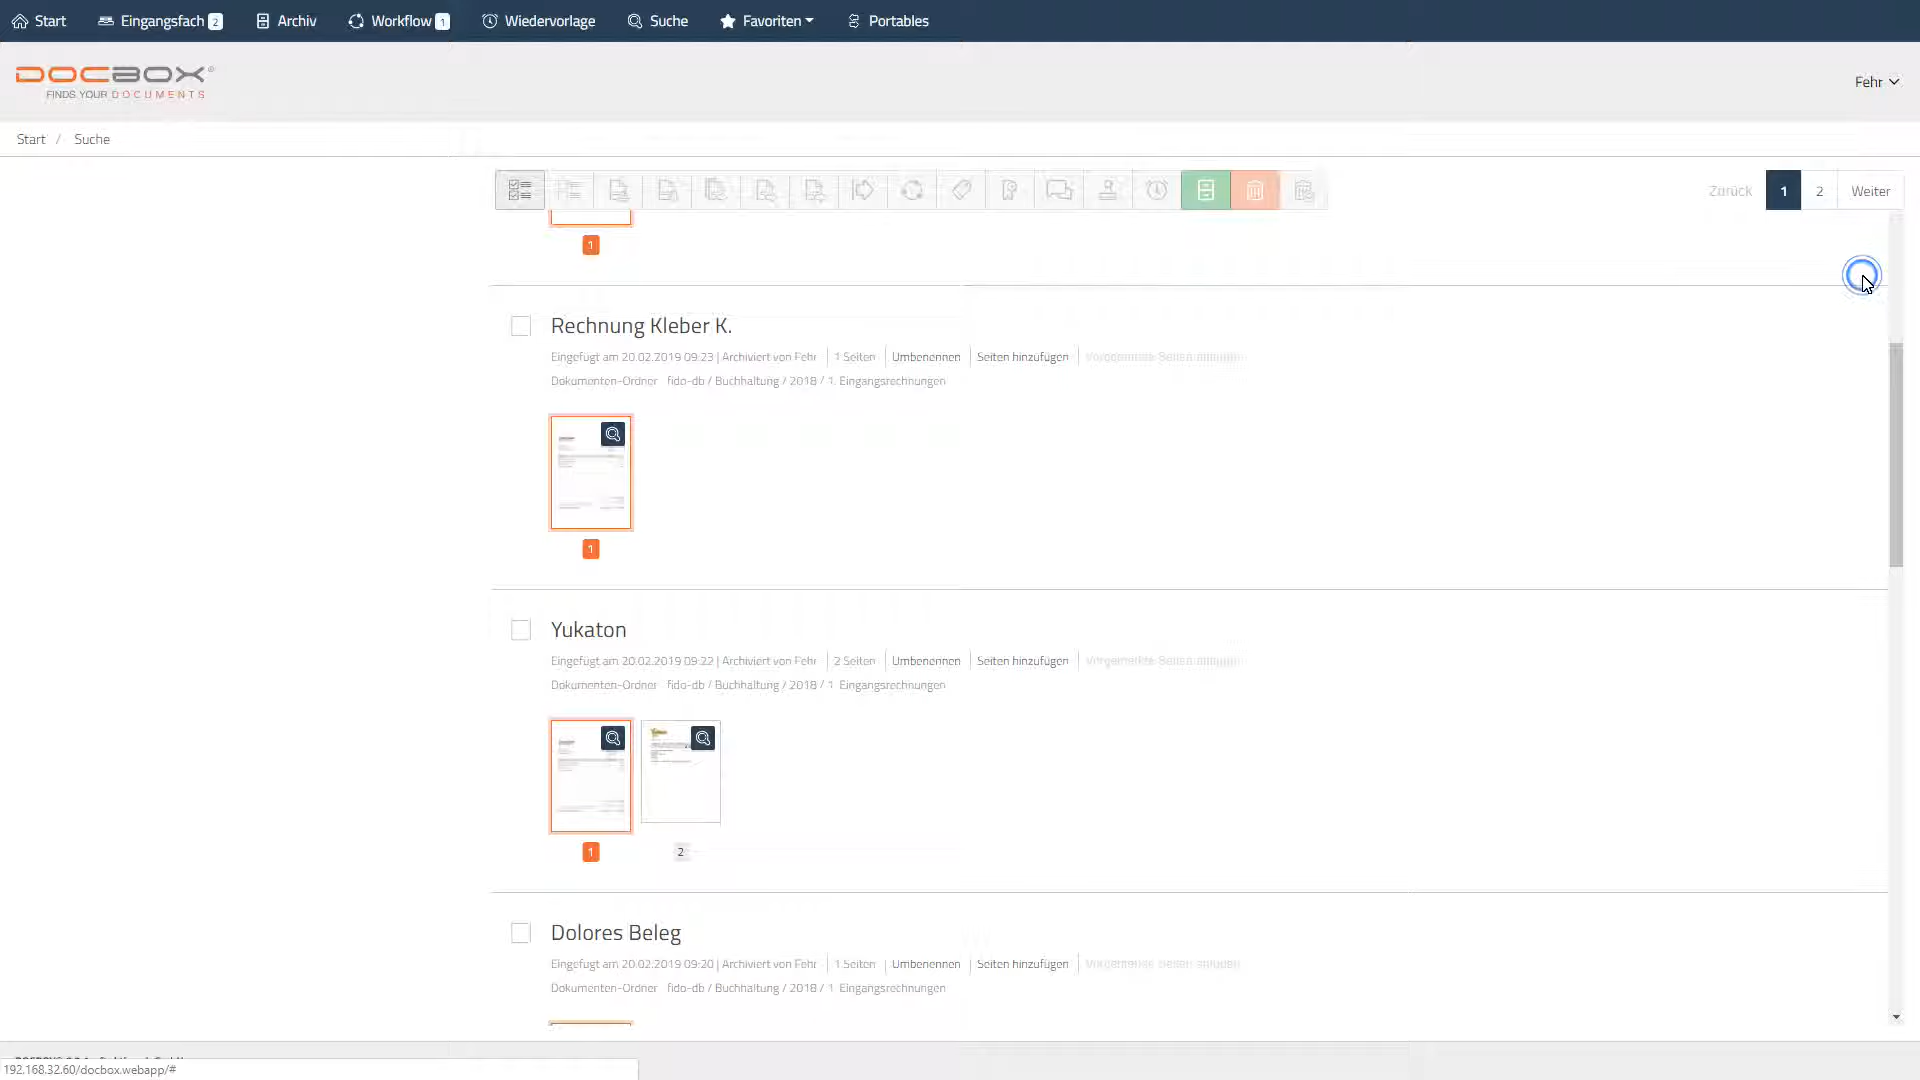 Start Eingangsfach 2 Archiv Workflow 1 Wiedervorlage Suche Favoriten Portables
DOCBOX®
FINDS YOUR DOCUMENTS
Fehr
Start / Suche
Zurück 1 2 Weiter
1
Rechnung Kleber K.
Eingefügt am 20.02.2019 09:23 | Archiviert von Fehr 1 Seiten Umbenennen Seiten hinzufügen
Dokumenten-Ordner fido-db / Buchhaltung / 2018 / 1. Eingangsrechnungen
1
Yukaton
Eingefügt am 20.02.2019 09:22 | Archiviert von Fehr 2 Seiten Umbenennen Seiten hinzufügen
Dokumenten-Ordner fido-db / Buchhaltung / 2018 / 1 Eingangsrechnungen
1 2
Dolores Beleg
Eingefügt am 20.02.2019 09:20 | Archiviert von Fehr 1 Seiten Umbenennen Seiten hinzufügen
Dokumenten-Ordner fido-db / Buchhaltung / 2018 / 1 Eingangsrechnungen
192.168.32.60/docbox.webapp/#